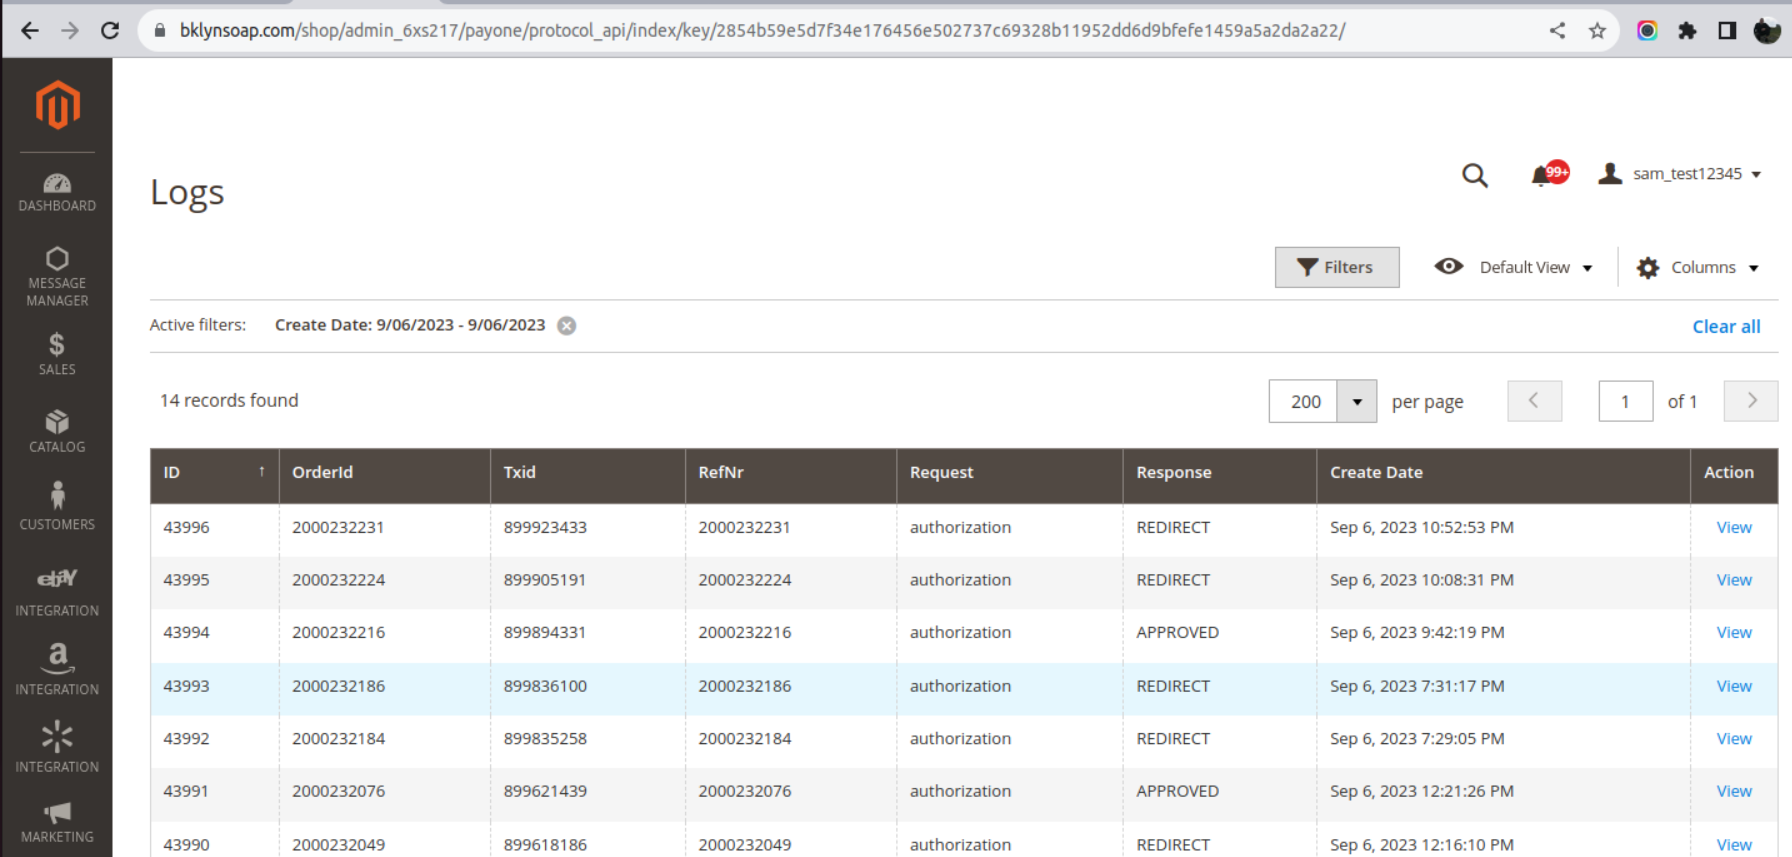 bklynsoap.com/shop/admin_6xs217/payone/protocol_api/index/key/2854b59e5d7f34e176456e502737c69328b11952dd6d9bfefe1459a5a2da2a22/
DASHBOARD
MESSAGE
MANAGER
SALES
CATALOG
CUSTOMERS
ebay
INTEGRATION
a
INTEGRATION
INTEGRATION
MARKETING
Logs
99+
sam_test12345
Filters
Default View
Columns
Active filters: Create Date: 9/06/2023 - 9/06/2023
Clear all
14 records found
200 per page
1 of 1
ID ↑ OrderId Txid RefNr Request Response Create Date Action
43996 2000232231 899923433 2000232231 authorization REDIRECT Sep 6, 2023 10:52:53 PM View
43995 2000232224 899905191 2000232224 authorization REDIRECT Sep 6, 2023 10:08:31 PM View
43994 2000232216 899894331 2000232216 authorization APPROVED Sep 6, 2023 9:42:19 PM View
43993 2000232186 899836100 2000232186 authorization REDIRECT Sep 6, 2023 7:31:17 PM View
43992 2000232184 899835258 2000232184 authorization REDIRECT Sep 6, 2023 7:29:05 PM View
43991 2000232076 899621439 2000232076 authorization APPROVED Sep 6, 2023 12:21:26 PM View
43990 2000232049 899618186 2000232049 authorization REDIRECT Sep 6, 2023 12:16:10 PM View